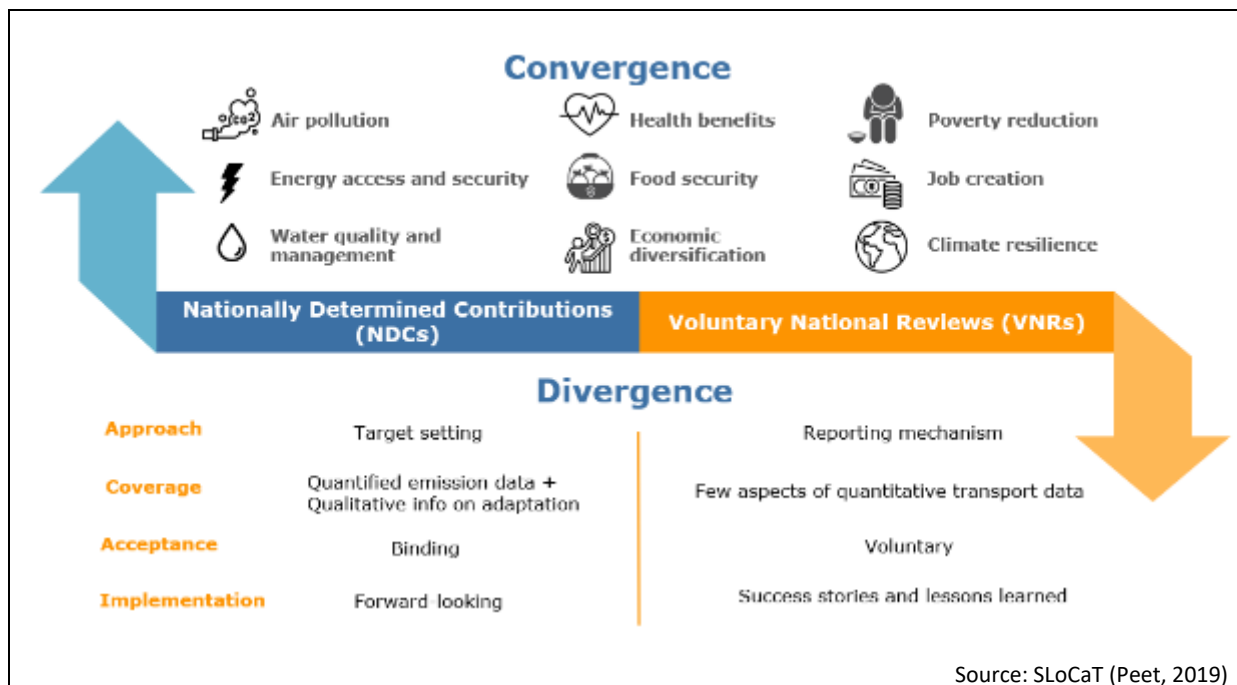 Convergence
co2
Air pollution
Health benefits
Poverty reduction
Energy access and security
Food security
Job creation
Water quality and
management
Economic
diversification
Climate resilience
Nationally Determined Contributions
(NDCs)
Voluntary National Reviews (VNRs)
Divergence
Approach
Target setting
Reporting mechanism
Coverage
Quantified emission data +
Qualitative info on adaptation
Few aspects of quantitative transport data
Acceptance
Binding
Voluntary
Implementation
Forward-looking
Success stories and lessons learned
Source: SLoCaT (Peet, 2019)